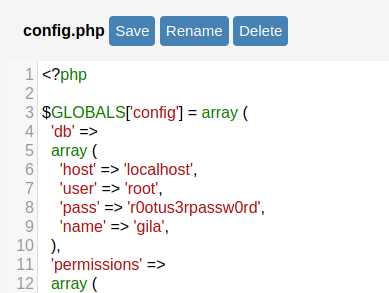 config.php Save Rename Delete
1 <?php
2
3 $GLOBALS['config'] = array (
4 'db' =>
5 array (
6 'host' => 'localhost',
7 'user' => 'root',
8 'pass' => 'r0otus3rpassw0rd',
9 'name' => 'gila',
10 ),
11 'permissions' =>
12 array (